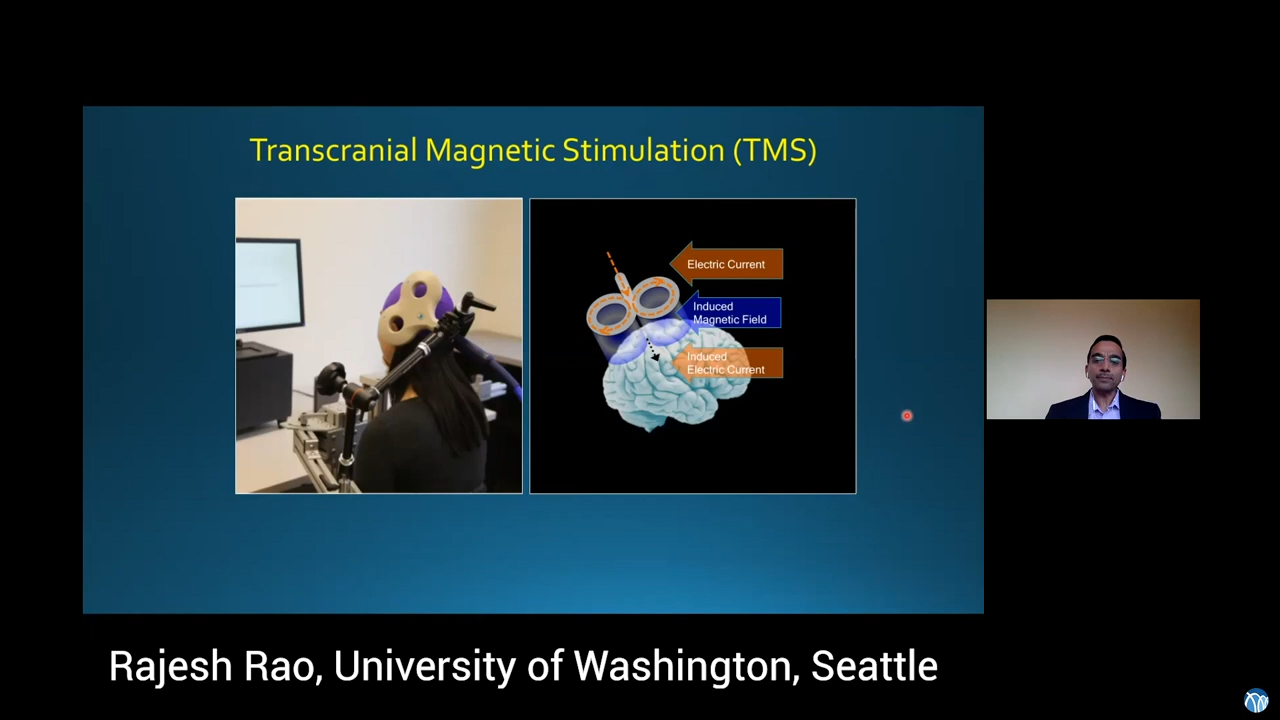 Transcranial Magnetic Stimulation (TMS)
Electric Current
Induced
Magnetic Field
Induced
Electric Current
Rajesh Rao, University of Washington, Seattle